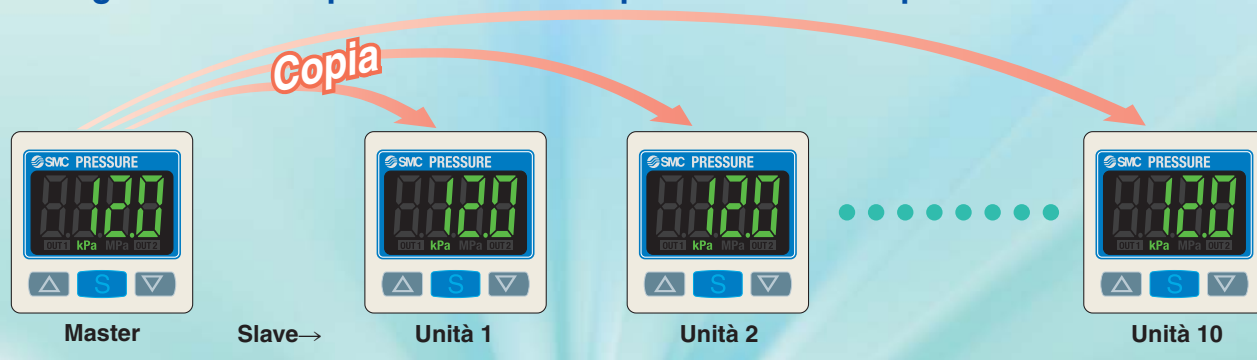 Copia
SMC PRESSURE
12.0
OUT1 kPa MPa OUT2
S
Master
Slave→
SMC PRESSURE
12.0
OUT1 kPa MPa OUT2
S
Unità 1
SMC PRESSURE
12.0
OUT1 kPa MPa OUT2
S
Unità 2
SMC PRESSURE
12.0
OUT1 kPa MPa OUT2
S
Unità 10